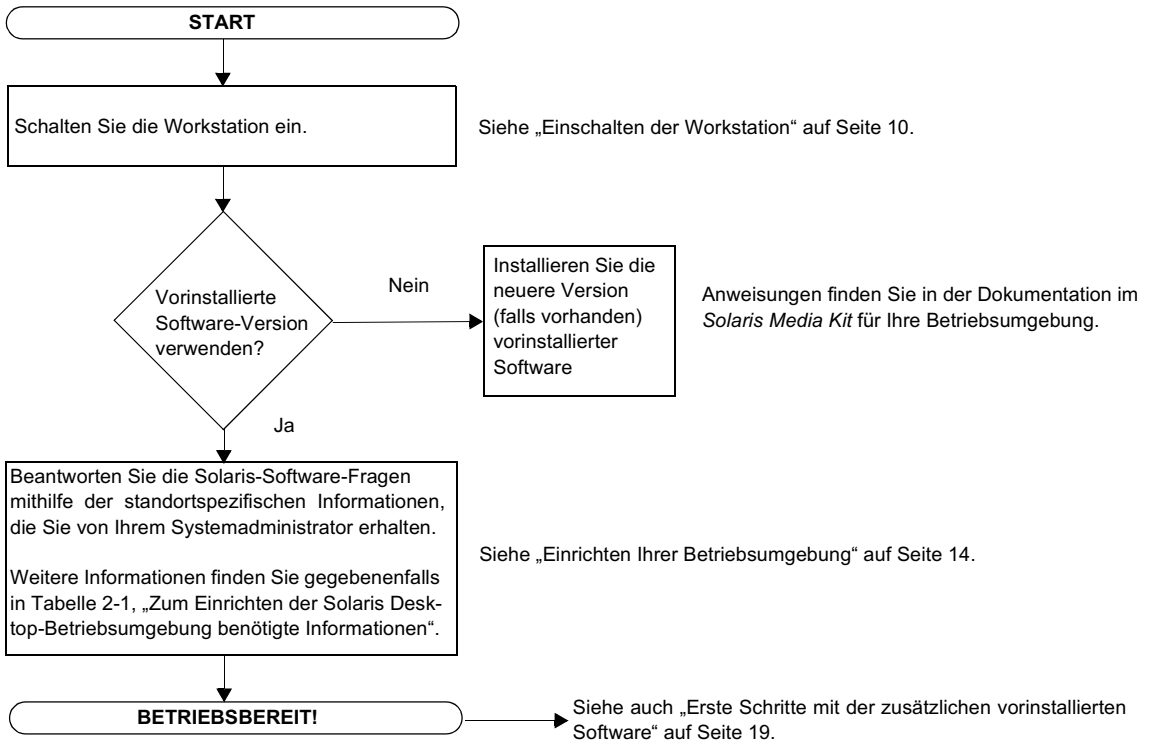 START
Schalten Sie die Workstation ein.
Siehe „Einschalten der Workstation“ auf Seite 10.
Vorinstallierte
Software-Version
verwenden?
Nein
Installieren Sie die
neuere Version
(falls vorhanden)
vorinstallierter
Software
Anweisungen finden Sie in der Dokumentation im
Solaris Media Kit für Ihre Betriebsumgebung.
Ja
Beantworten Sie die Solaris-Software-Fragen
mithilfe der standortspezifischen Informationen,
die Sie von Ihrem Systemadministrator erhalten.
Weitere Informationen finden Sie gegebenenfalls
in Tabelle 2-1, „Zum Einrichten der Solaris Desk-
top-Betriebsumgebung benötigte Informationen“.
Siehe „Einrichten Ihrer Betriebsumgebung“ auf Seite 14.
BETRIEBSBEREIT!
Siehe auch „Erste Schritte mit der zusätzlichen vorinstallierten
Software“ auf Seite 19.